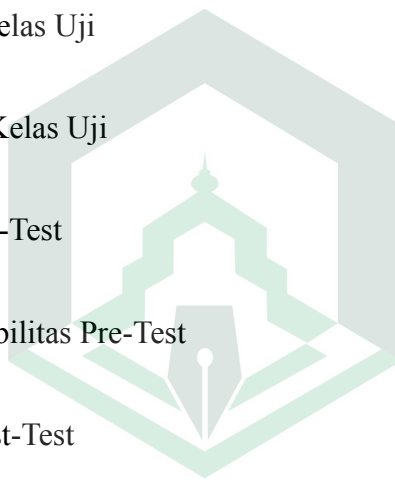 elas Uji
Kelas Uji
-Test
bilitas Pre-Test
st-Test